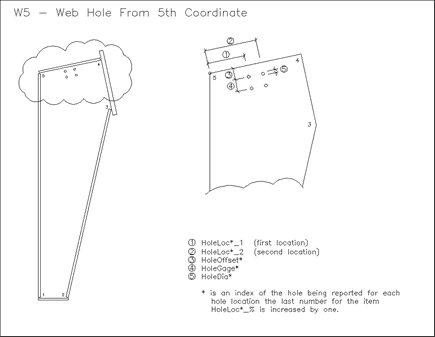 W5 - Web Hole From 5th Coordinate
2
1
3
4
5
5
4
3
5
4
3
1
2
1 HoleLoc*_1 (first location)
2 HoleLoc*_2 (second location)
3 HoleOffset*
4 HoleGage*
5 HoleDia*
* is an index of the hole being reported for each
hole location the last number for the item
HoleLoc*_% is increased by one.